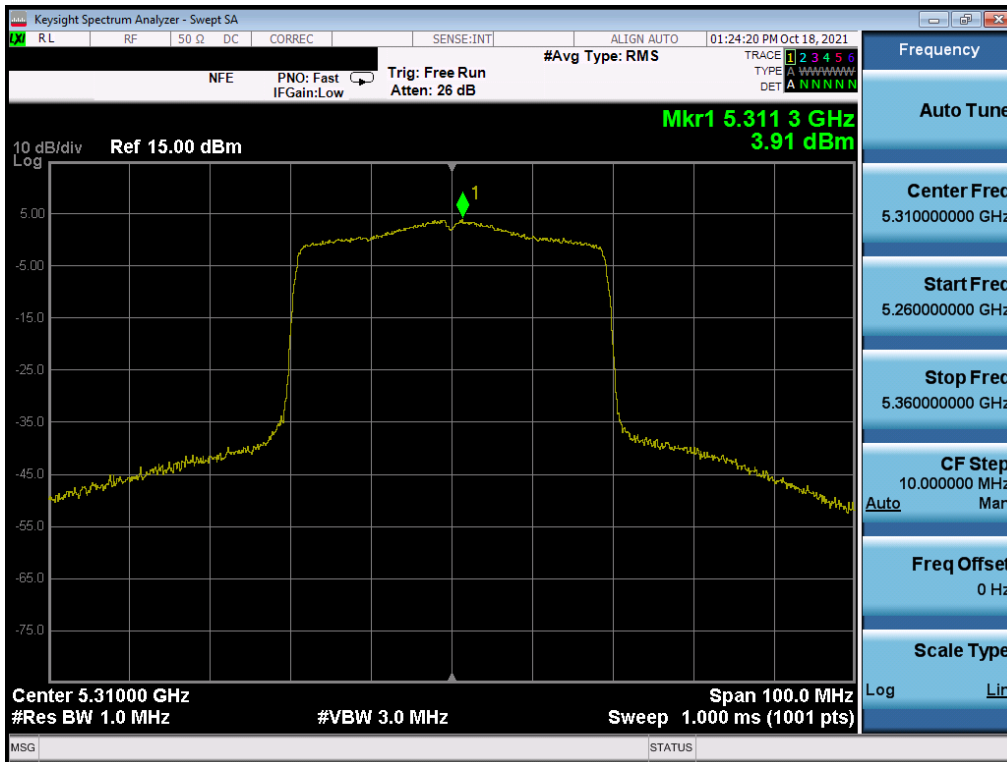 Keysight Spectrum Analyzer - Swept SA
LXI RL RF 50 Ω DC CORREC SENSE:INT ALIGN AUTO 01:24:20 PM Oct 18, 2021
NFE PNO: Fast IFGain:Low Trig: Free Run Atten: 26 dB #Avg Type: RMS
TRACE 1 2 3 4 5 6
TYPE A WWWWW
DET A N N N N N
Mkr1 5.311 3 GHz
3.91 dBm
10 dB/div Ref 15.00 dBm
Log
1
5.00
-5.00
-15.0
-25.0
-35.0
-45.0
-55.0
-65.0
-75.0
Center 5.31000 GHz Span 100.0 MHz
#Res BW 1.0 MHz #VBW 3.0 MHz Sweep 1.000 ms (1001 pts)
MSG STATUS
Frequency
Auto Tune
Center Freq
5.310000000 GHz
Start Freq
5.260000000 GHz
Stop Freq
5.360000000 GHz
CF Step
10.000000 MHz
Auto Man
Freq Offset
0 Hz
Scale Type
Log Lin